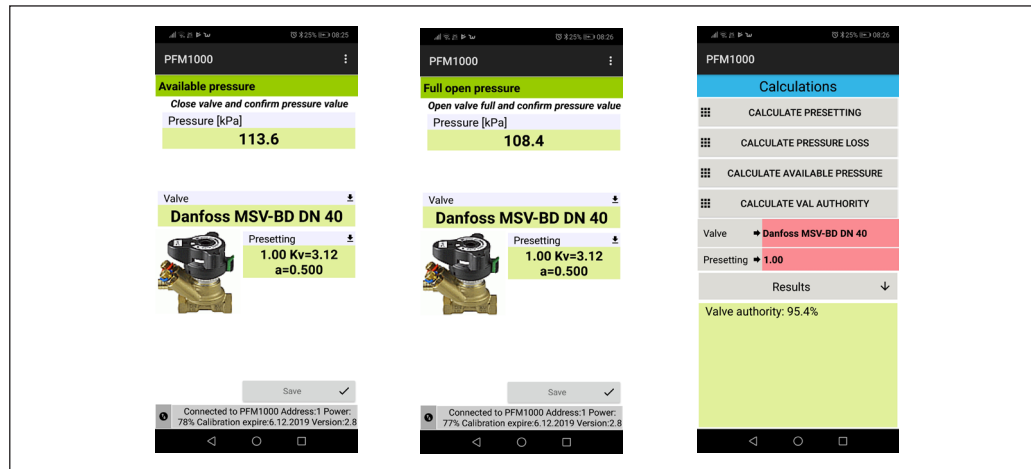 25% 08:25
PFM1000
Available pressure
Close valve and confirm pressure value
Pressure [kPa]
113.6
Valve
Danfoss MSV-BD DN 40
Presetting
1.00 Kv=3.12
a=0.500
Save
Connected to PFM1000 Address:1 Power:
78% Calibration expire:6.12.2019 Version:2.8
25% 08:26
PFM1000
Full open pressure
Open valve full and confirm pressure value
Pressure [kPa]
108.4
Valve
Danfoss MSV-BD DN 40
Presetting
1.00 Kv=3.12
a=0.500
Save
Connected to PFM1000 Address:1 Power:
77% Calibration expire:6.12.2019 Version:2.8
25% 08:26
PFM1000
Calculations
CALCULATE PRESETTING
CALCULATE PRESSURE LOSS
CALCULATE AVAILABLE PRESSURE
CALCULATE VAL AUTHORITY
Valve Danfoss MSV-BD DN 40
Presetting 1.00
Results
Valve authority: 95.4%